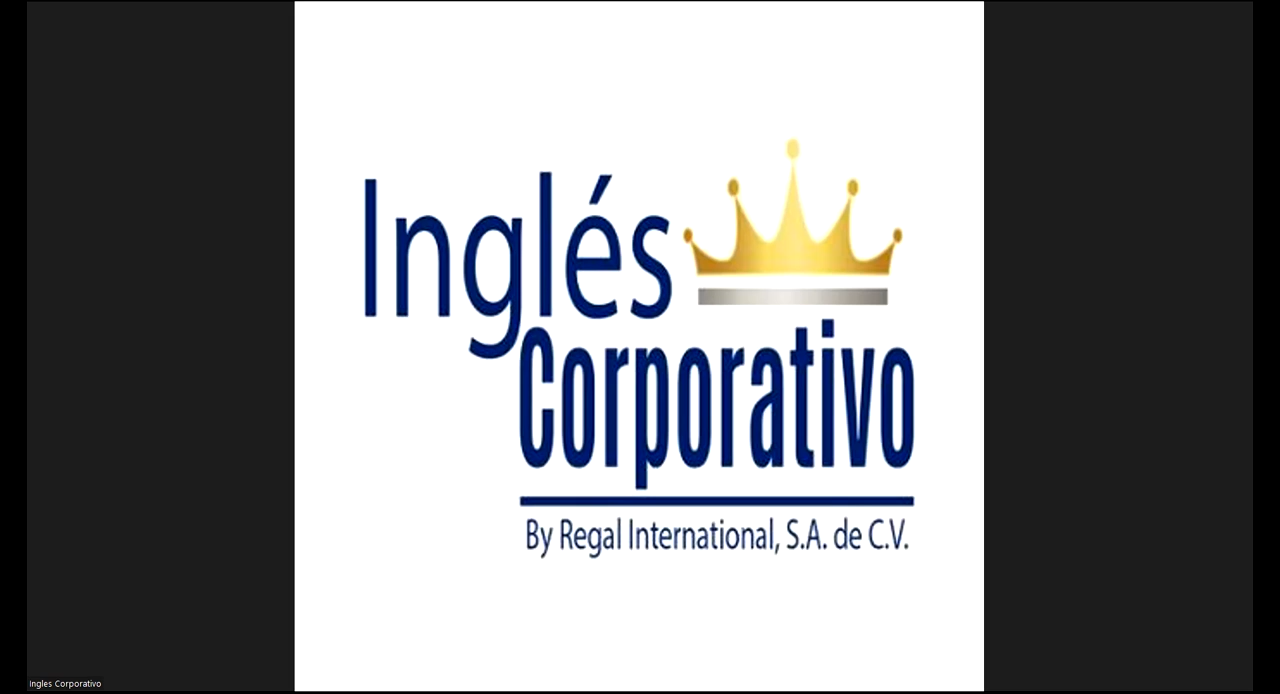 Inglés
Corporativo
By Regal International, S.A. de C.V.
Ingles Corporativo